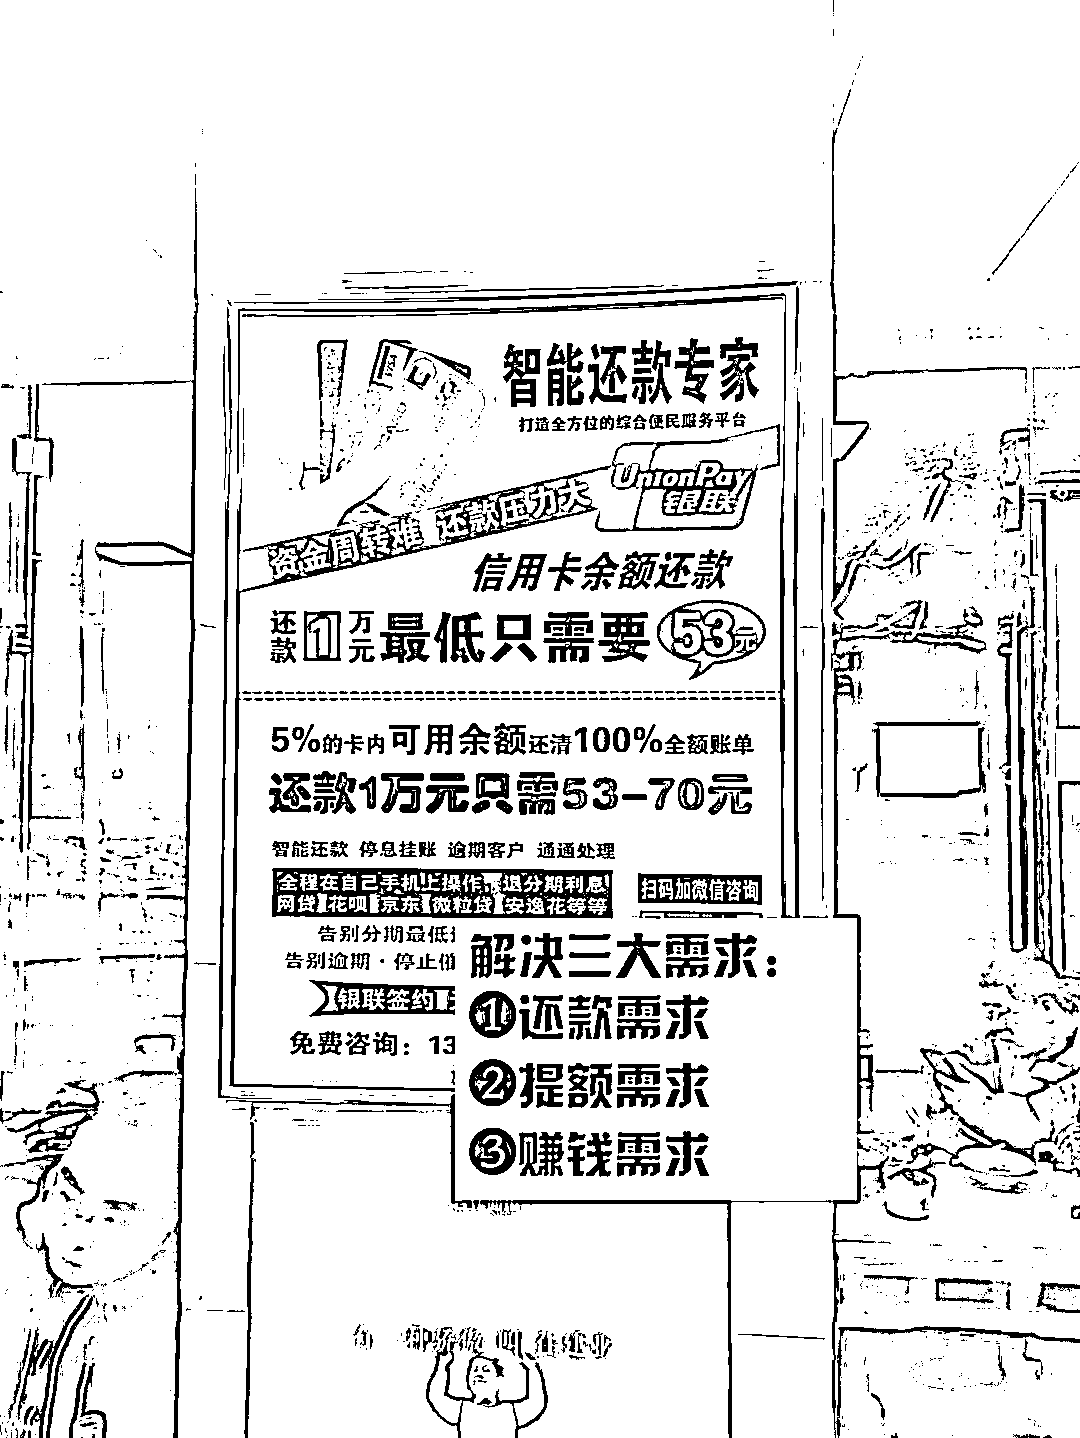 智能还款专家
打造全方位的综合便民服务平台
UnionPay
银联
资金周转难 还款压力大
信用卡余额还款
还款1万元最低只需要53元
5%的卡内可用余额还清100%全额账单
还款1万元只需53-70元
智能还款 停息挂账 逾期客户 通通处理
全程在自己手机上操作,退分期利息
网贷 花呗 京东 微粒贷 安逸花等等
扫码加微信咨询
告别分期最低
告别逾期·停止催
银联签约
免费咨询:13
解决三大需求:
①还款需求
②提额需求
③赚钱需求